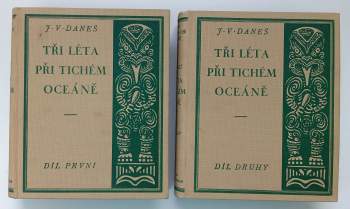 J·V·DANEŠ
TŘI LÉTA
PŘI TICHÉM
OCEÁNĚ
DÍL PRVNÍ
J·V·DANEŠ
TŘI LÉTA
PŘI TICHÉM
OCEÁNĚ
DÍL DRUHÝ